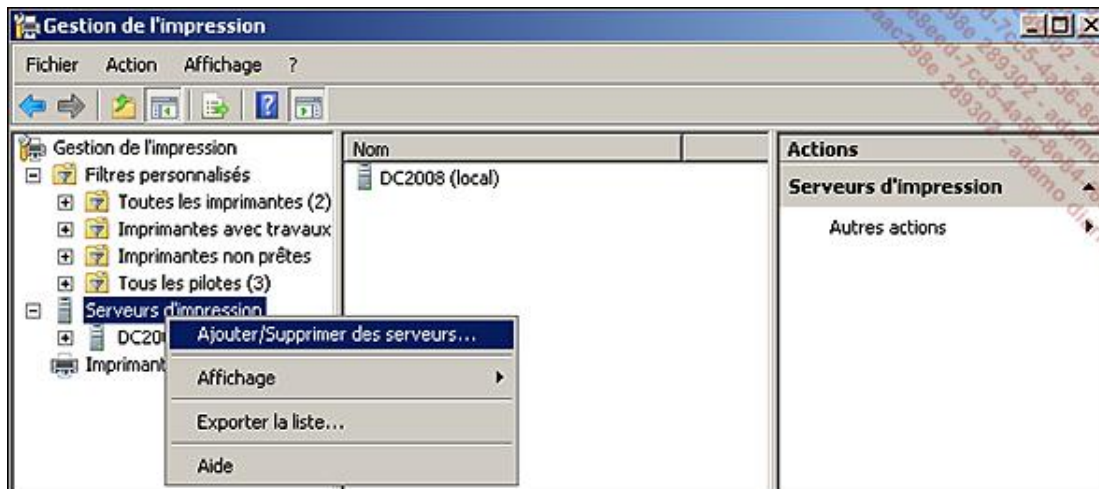 Gestion de l'impression
Fichier Action Affichage ?
Gestion de l'impression
Filtres personnalisés
Toutes les imprimantes (2)
Imprimantes avec travaux
Imprimantes non prêtes
Tous les pilotes (3)
Serveurs d'impression
Nom
DC2008 (local)
Ajouter/Supprimer des serveurs...
Affichage
Exporter la liste...
Aide
Actions
Serveurs d'impression
Autres actions